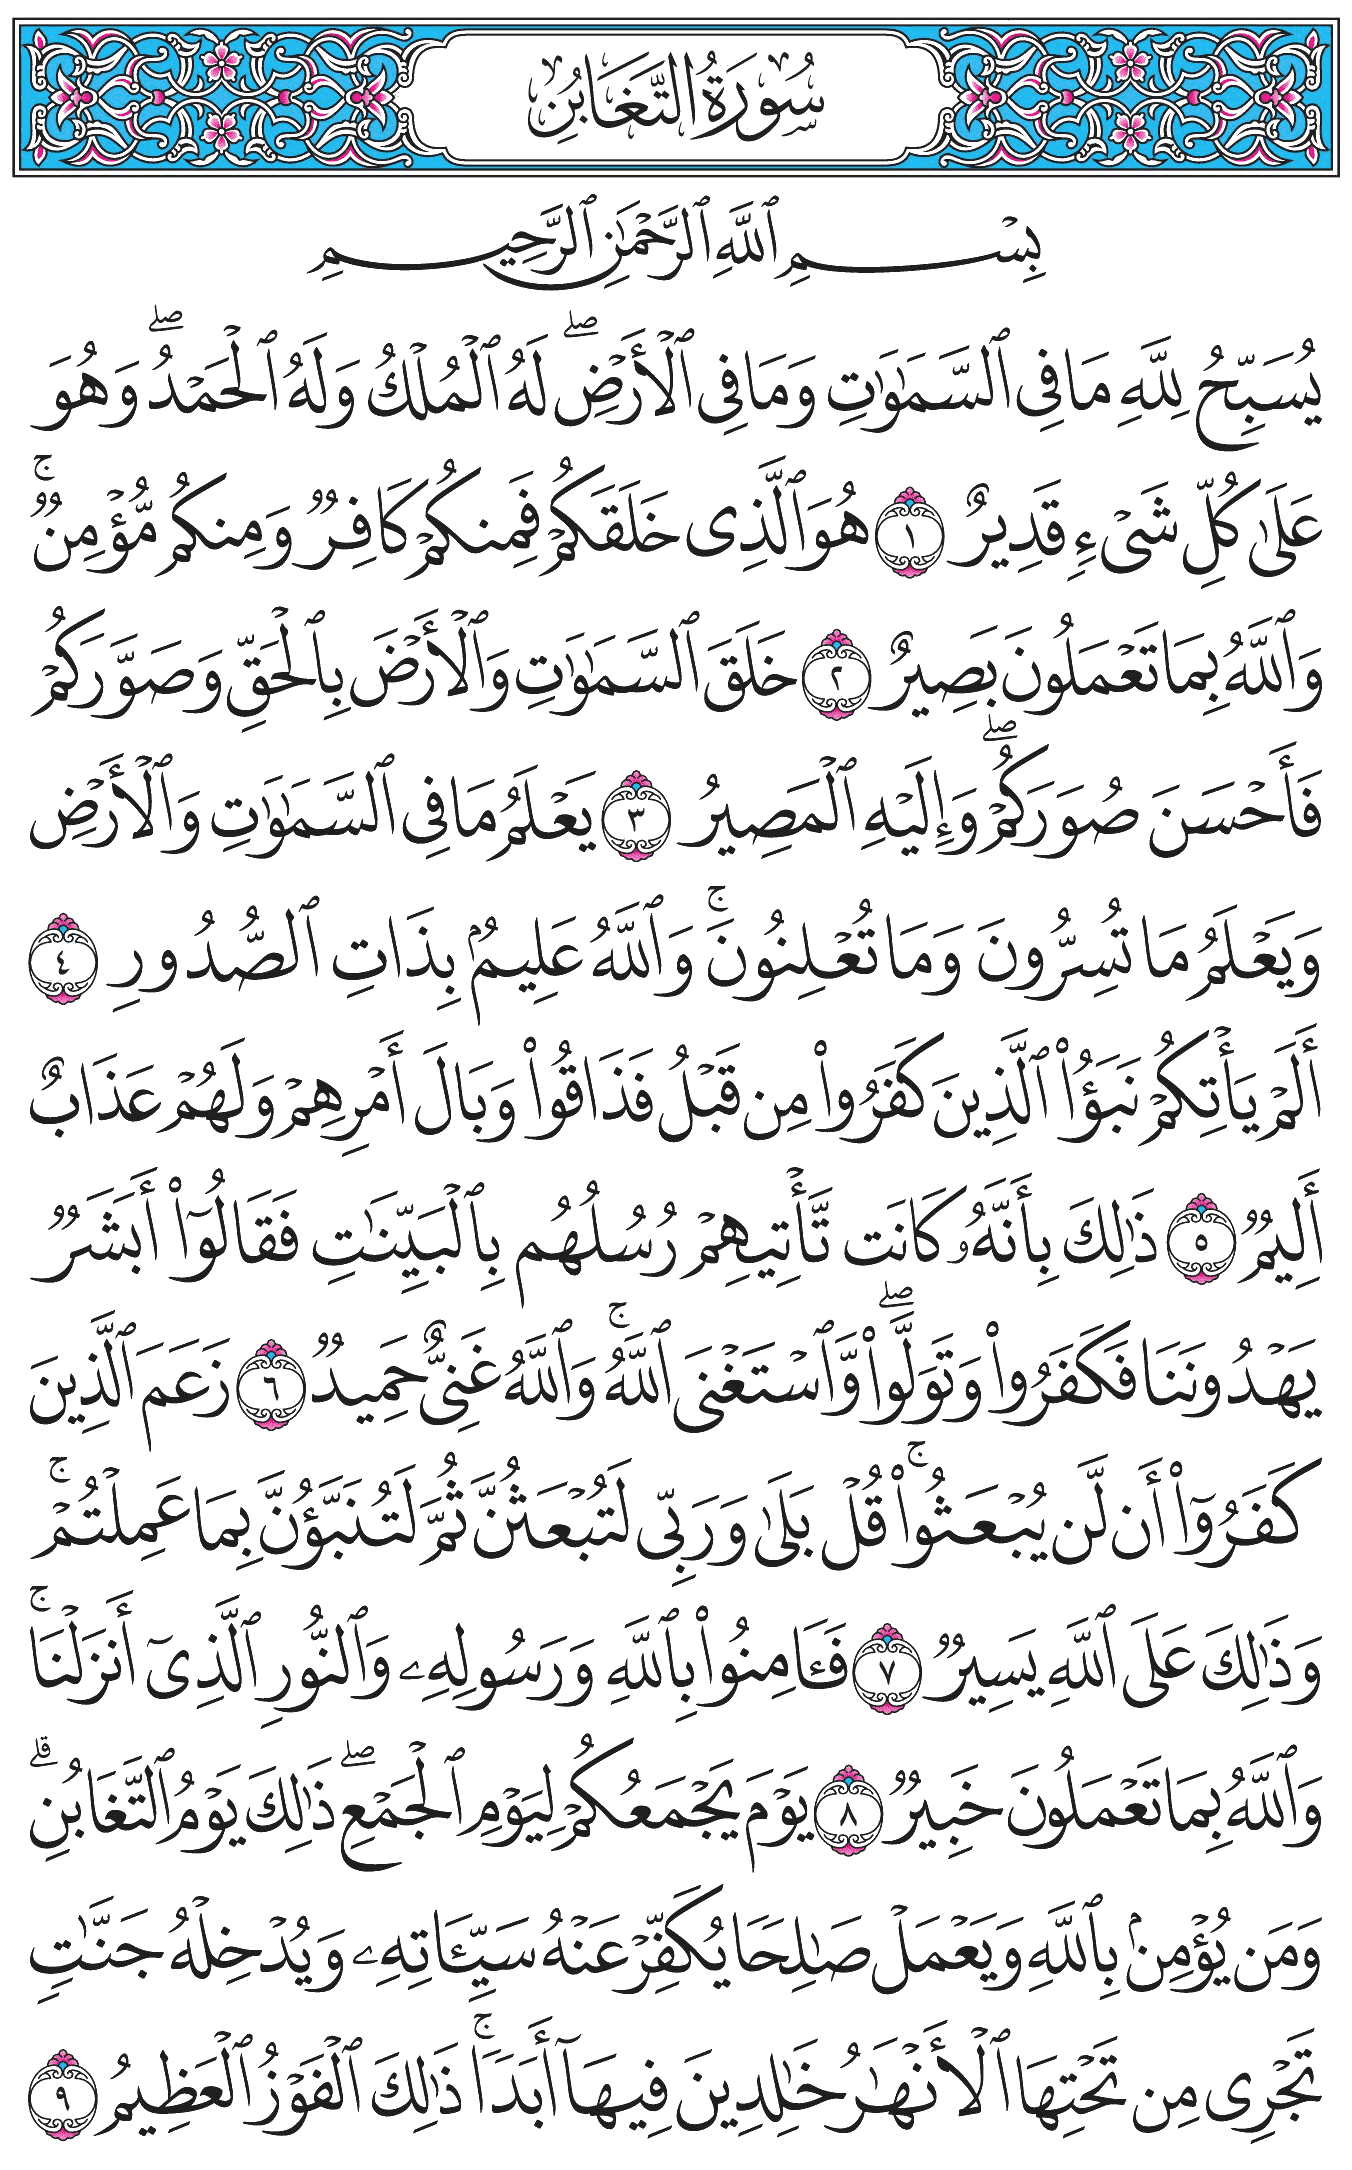 سُورَةُ التَّغَابُنِ
بِسْمِ ٱللَّهِ ٱلرَّحْمَٰنِ ٱلرَّحِيمِ
يُسَبِّحُ لِلَّهِ مَا فِى ٱلسَّمَٰوَٰتِ وَمَا فِى ٱلْأَرْضِۖ لَهُ ٱلْمُلْكُ وَلَهُ ٱلْحَمْدُۖ وَهُوَ
عَلَىٰ كُلِّ شَىْءٍ قَدِيرٌ ١ هُوَ ٱلَّذِى خَلَقَكُمْ فَمِنكُمْ كَافِرٌ وَمِنكُم مُّؤْمِنٌۚ
وَٱللَّهُ بِمَا تَعْمَلُونَ بَصِيرٌ ٢ خَلَقَ ٱلسَّمَٰوَٰتِ وَٱلْأَرْضَ بِٱلْحَقِّ وَصَوَّرَكُمْ
فَأَحْسَنَ صُوَرَكُمْۖ وَإِلَيْهِ ٱلْمَصِيرُ ٣ يَعْلَمُ مَا فِى ٱلسَّمَٰوَٰتِ وَٱلْأَرْضِ
وَيَعْلَمُ مَا تُسِرُّونَ وَمَا تُعْلِنُونَۚ وَٱللَّهُ عَلِيمٌۢ بِذَاتِ ٱلصُّدُورِ ٤
أَلَمْ يَأْتِكُمْ نَبَؤُا۟ ٱلَّذِينَ كَفَرُوا۟ مِن قَبْلُ فَذَاقُوا۟ وَبَالَ أَمْرِهِمْ وَلَهُمْ عَذَابٌ
أَلِيمٌ ٥ ذَٰلِكَ بِأَنَّهُۥ كَانَت تَّأْتِيهِمْ رُسُلُهُم بِٱلْبَيِّنَٰتِ فَقَالُوٓا۟ أَبَشَرٌ
يَهْدُونَنَا فَكَفَرُوا۟ وَتَوَلَّوا۟ۖ وَّٱسْتَغْنَى ٱللَّهُۚ وَٱللَّهُ غَنِىٌّ حَمِيدٌ ٦ زَعَمَ ٱلَّذِينَ
كَفَرُوٓا۟ أَن لَّن يُبْعَثُوا۟ۚ قُلْ بَلَىٰ وَرَبِّى لَتُبْعَثُنَّ ثُمَّ لَتُنَبَّؤُنَّ بِمَا عَمِلْتُمْۚ
وَذَٰلِكَ عَلَى ٱللَّهِ يَسِيرٌ ٧ فَـَٔامِنُوا۟ بِٱللَّهِ وَرَسُولِهِۦ وَٱلنُّورِ ٱلَّذِىٓ أَنزَلْنَاۚ
وَٱللَّهُ بِمَا تَعْمَلُونَ خَبِيرٌ ٨ يَوْمَ يَجْمَعُكُمْ لِيَوْمِ ٱلْجَمْعِۖ ذَٰلِكَ يَوْمُ ٱلتَّغَابُنِۗ
وَمَن يُؤْمِنۢ بِٱللَّهِ وَيَعْمَلْ صَٰلِحًا يُكَفِّرْ عَنْهُ سَيِّـَٔاتِهِۦ وَيُدْخِلْهُ جَنَّٰتٍ
تَجْرِى مِن تَحْتِهَا ٱلْأَنْهَٰرُ خَٰلِدِينَ فِيهَآ أَبَدًاۚ ذَٰلِكَ ٱلْفَوْزُ ٱلْعَظِيمُ ٩